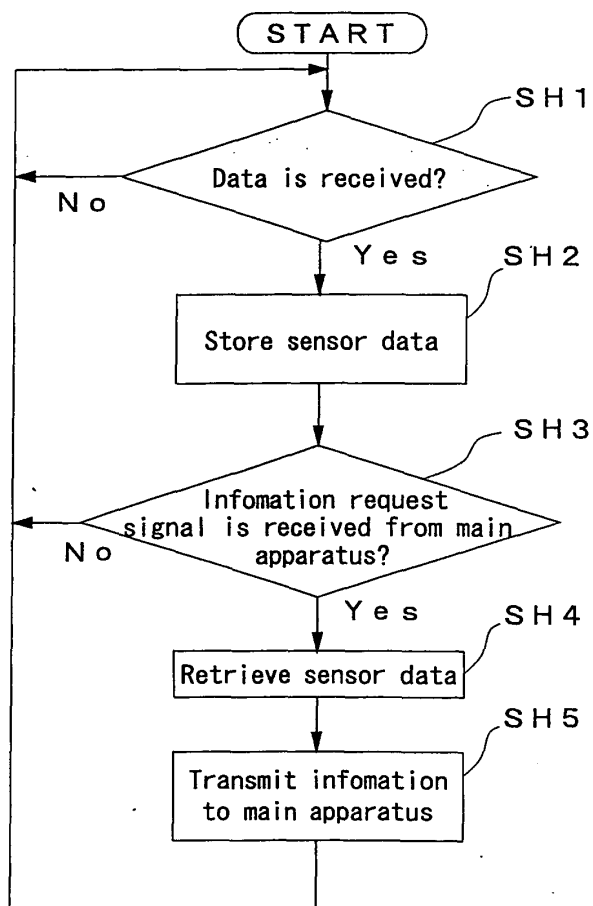 START
SH1
Data is received?
No
Yes
SH2
Store sensor data
SH3
Infomation request
signal is received from main
apparatus?
No
Yes
SH4
Retrieve sensor data
SH5
Transmit infomation
to main apparatus